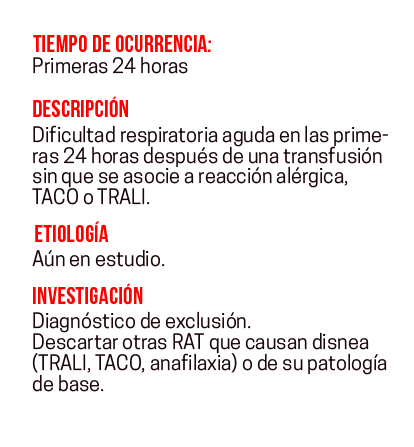 TIEMPO DE OCURRENCIA:
Primeras 24 horas
DESCRIPCIÓN
Dificultad respiratoria aguda en las prime-
ras 24 horas después de una transfusión
sin que se asocie a reacción alérgica,
TACO o TRALI.
ETIOLOGÍA
Aún en estudio.
INVESTIGACIÓN
Diagnóstico de exclusión.
Descartar otras RAT que causan disnea
(TRALI, TACO, anafilaxia) o de su patología
de base.